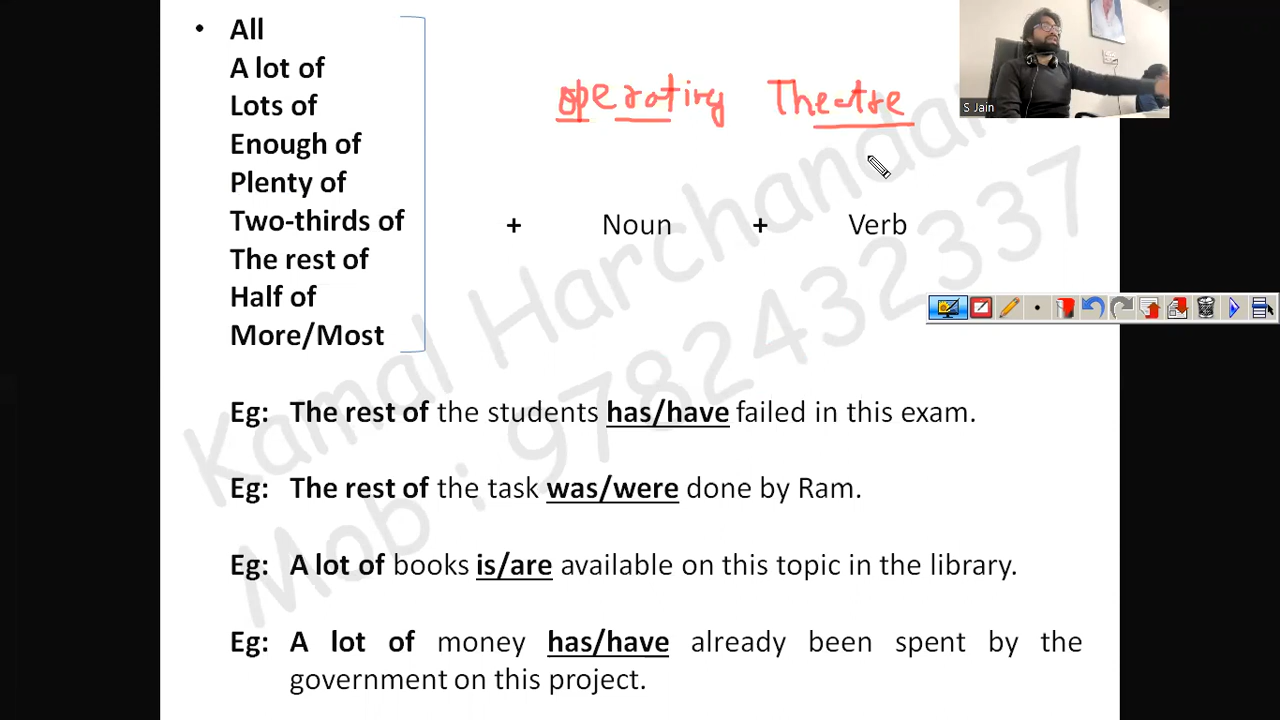 • All
A lot of
Lots of
Enough of
Plenty of
Two-thirds of
The rest of
Half of
More/Most
operating Theatre
+ Noun + Verb
S Jain
Eg: The rest of the students has/have failed in this exam.
Eg: The rest of the task was/were done by Ram.
Eg: A lot of books is/are available on this topic in the library.
Eg: A lot of money has/have already been spent by the
government on this project.
Kamal Harchandani
Mob : 9782432337